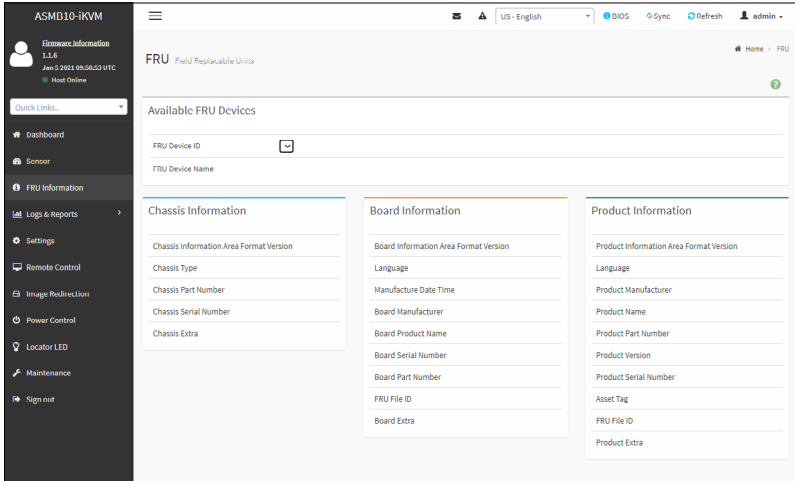 ASMB10-iKVM
US - English
BIOS
Sync
Refresh
admin
Firmware Information
1.1.6
Jan 5 2021 09:58:53 UTC
Host Online
Quick Links..
Dashboard
Sensor
FRU Information
Logs & Reports
Settings
Remote Control
Image Redirection
Power Control
Locator LED
Maintenance
Sign out
FRU Field Replacable Units
Home > FRU
Available FRU Devices
FRU Device ID
FRU Device Name
Chassis Information
Chassis Information Area Format Version
Chassis Type
Chassis Part Number
Chassis Serial Number
Chassis Extra
Board Information
Board Information Area Format Version
Language
Manufacture Date Time
Board Manufacturer
Board Product Name
Board Serial Number
Board Part Number
FRU File ID
Board Extra
Product Information
Product Information Area Format Version
Language
Product Manufacturer
Product Name
Product Part Number
Product Version
Product Serial Number
Asset Tag
FRU File ID
Product Extra